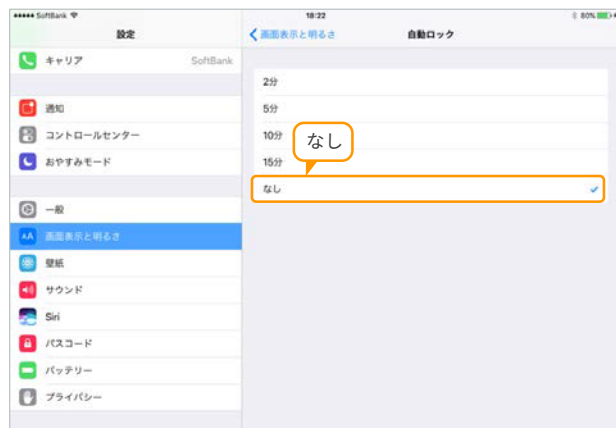 SoftBank
18:22
80%
設定
画面表示と明るさ
自動ロック
キャリア
SoftBank
通知
コントロールセンター
おやすみモード
一般
画面表示と明るさ
壁紙
サウンド
Siri
パスコード
バッテリー
プライバシー
2分
5分
10分
なし
15分
なし